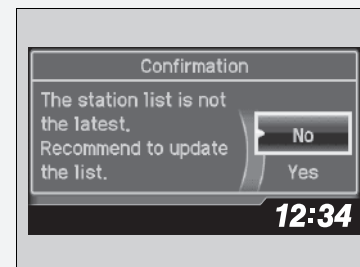 Confirmation
The station list is not
the latest.
Recommend to update
the list.
No
Yes
12:34